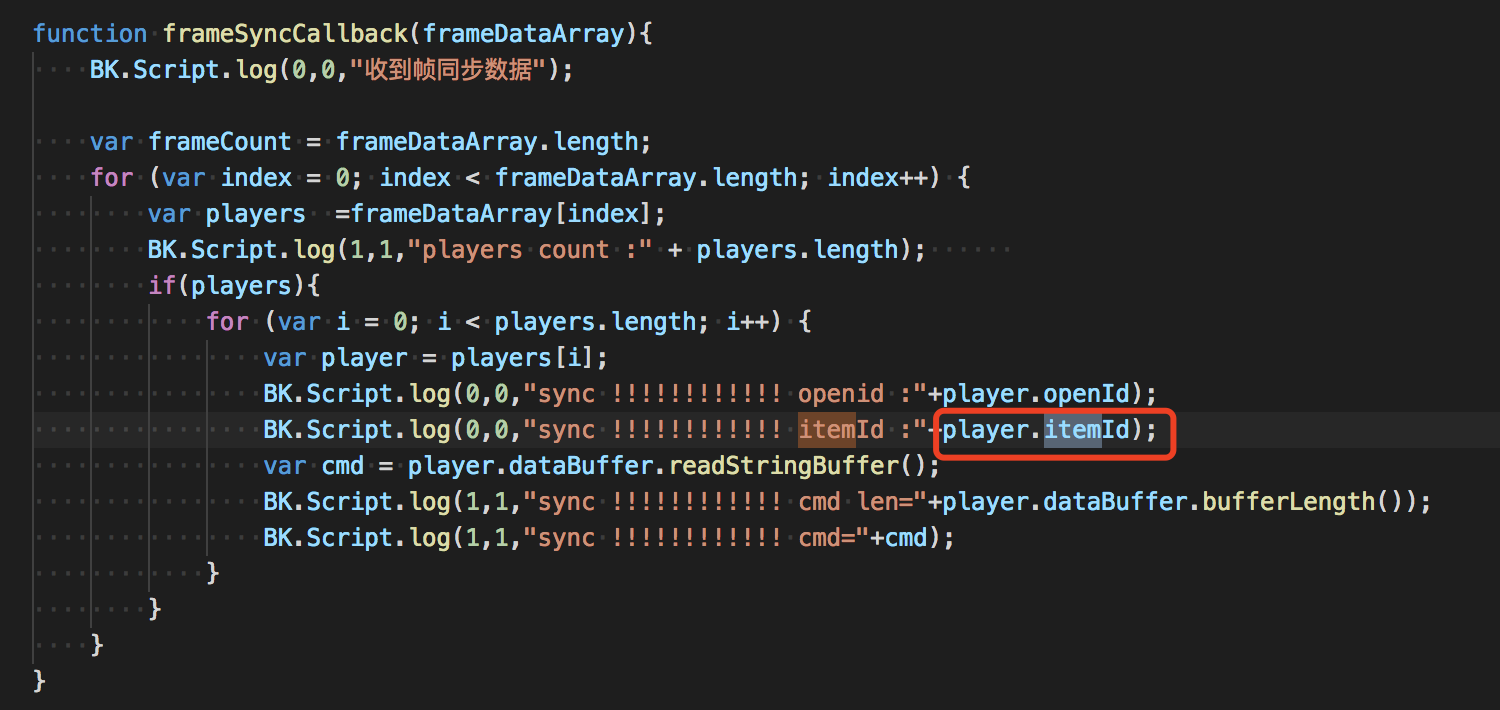 function frameSyncCallback(frameDataArray){
BK.Script.log(0,0,"收到帧同步数据");
var frameCount = frameDataArray.length;
for (var index = 0; index < frameDataArray.length; index++) {
var players  =frameDataArray[index];
BK.Script.log(1,1,"players count :" + players.length);
if(players){
for (var i = 0; i < players.length; i++) {
var player = players[i];
BK.Script.log(0,0,"sync !!!!!!!!!!!! openid :"+player.openId);
BK.Script.log(0,0,"sync !!!!!!!!!!!! itemId :"+player.itemId);
var cmd = player.dataBuffer.readStringBuffer();
BK.Script.log(1,1,"sync !!!!!!!!!!!! cmd len="+player.dataBuffer.bufferLength());
BK.Script.log(1,1,"sync !!!!!!!!!!!! cmd="+cmd);
}
}
}
}